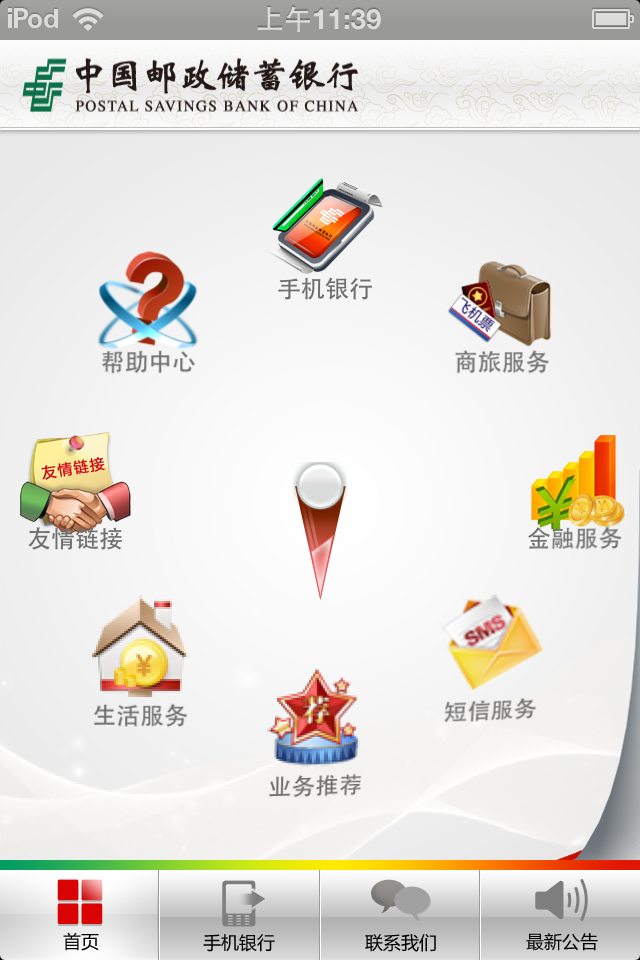 iPod 上午11:39
中国邮政储蓄银行
POSTAL SAVINGS BANK OF CHINA
手机银行
帮助中心
飞机票
商旅服务
友情链接
友情链接
金融服务
SMS
生活服务
短信服务
荐
业务推荐
首页
手机银行
联系我们
最新公告